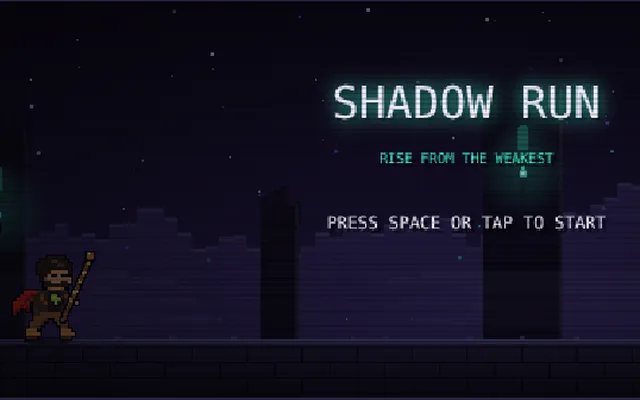 SHADOW RUN
RISE FROM THE WEAKEST
PRESS SPACE OR TAP TO START